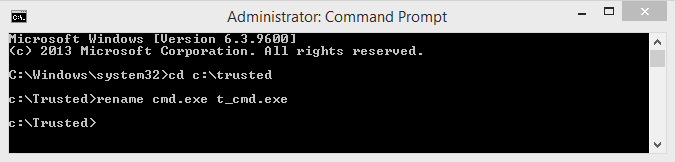 Administrator: Command Prompt
Microsoft Windows [Version 6.3.9600]
(c) 2013 Microsoft Corporation. All rights reserved.
C:\Windows\system32>cd c:\trusted
c:\Trusted>rename cmd.exe t_cmd.exe
c:\Trusted>